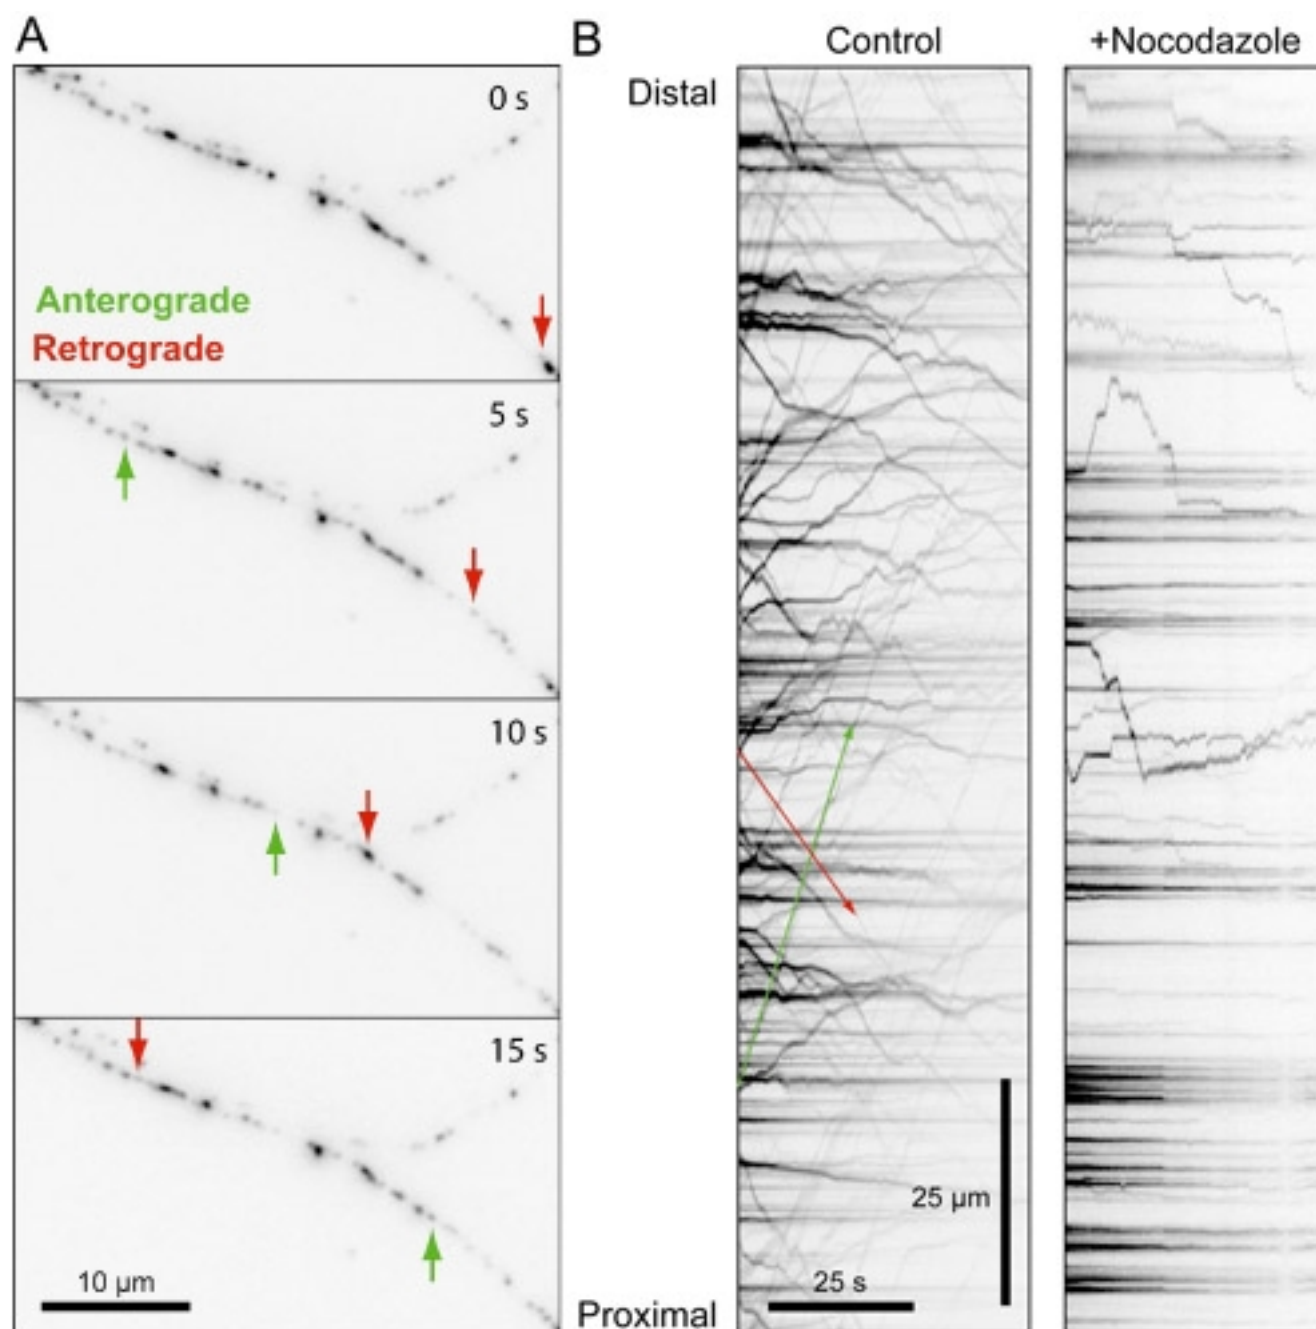 A
B
Control
+Nocodazole
Distal
0 s
Anterograde
Retrograde
5 s
10 s
15 s
25 µm
25 s
10 µm
Proximal